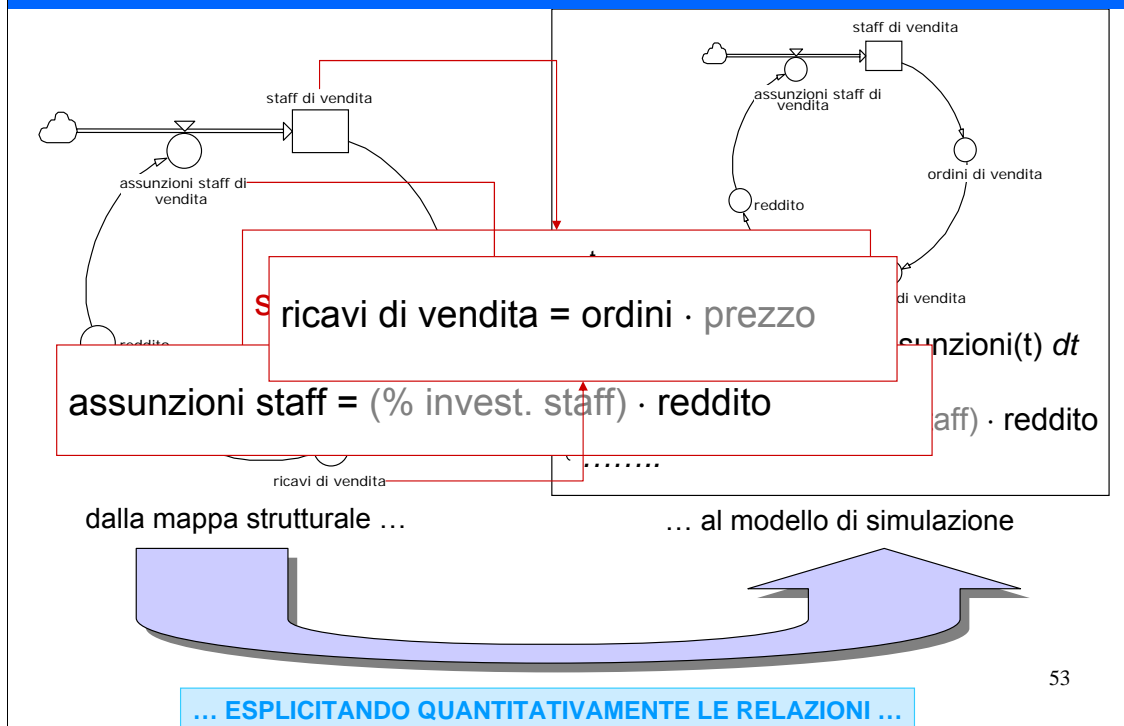 staff di vendita
assunzioni staff di
vendita
reddito
ordini di vendita
di vendita
staff di vendita
assunzioni staff di
vendita
reddito
t
s
ricavi di vendita = ordini · prezzo
sunzioni(t) dt
assunzioni staff = (% invest. staff) · reddito
aff) · reddito
……..
ricavi di vendita
dalla mappa strutturale …
… al modello di simulazione
53
… ESPLICITANDO QUANTITATIVAMENTE LE RELAZIONI …